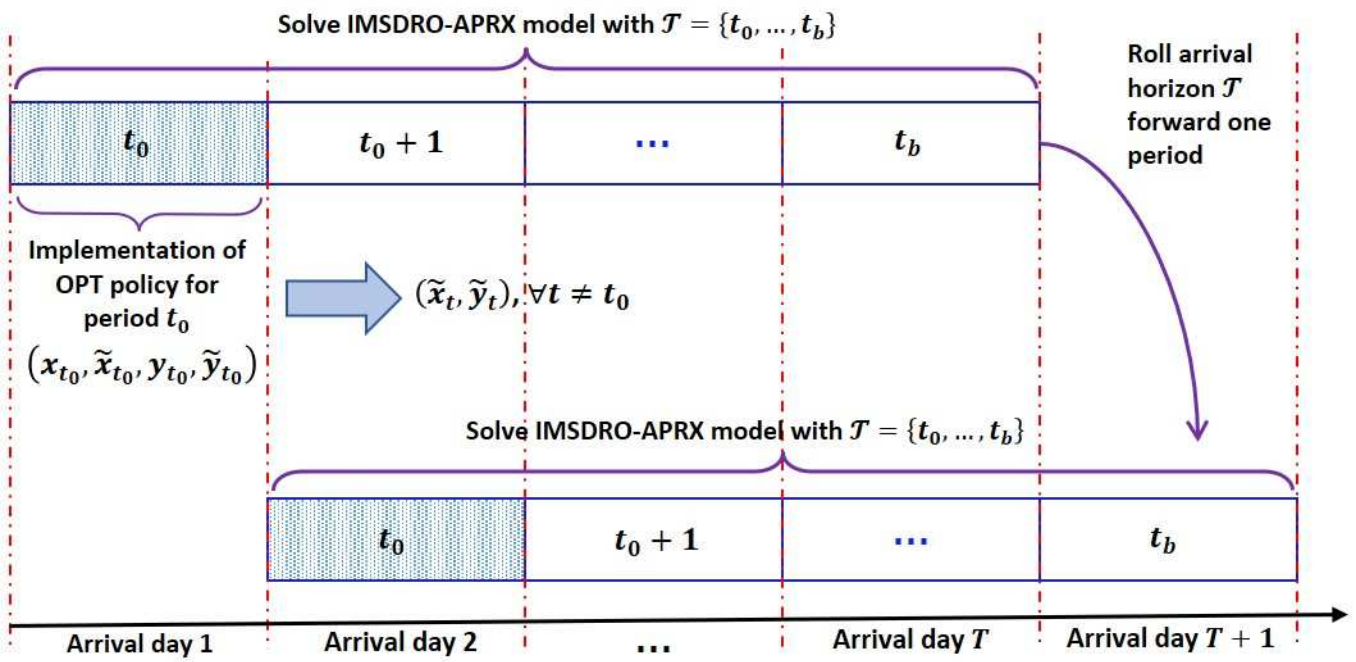 Solve IMSDRO-APRX model with 𝒯 = {t₀, ..., t_b}
Roll arrival
horizon 𝒯
forward one
period
t₀
t₀ + 1
...
t_b
Implementation of
OPT policy for
period t₀
(x_{t₀}, x̃_{t₀}, y_{t₀}, ỹ_{t₀})
(x̃_t, ỹ_t), ∀t ≠ t₀
Solve IMSDRO-APRX model with 𝒯 = {t₀, ..., t_b}
t₀
t₀ + 1
...
t_b
Arrival day 1
Arrival day 2
...
Arrival day T
Arrival day T + 1